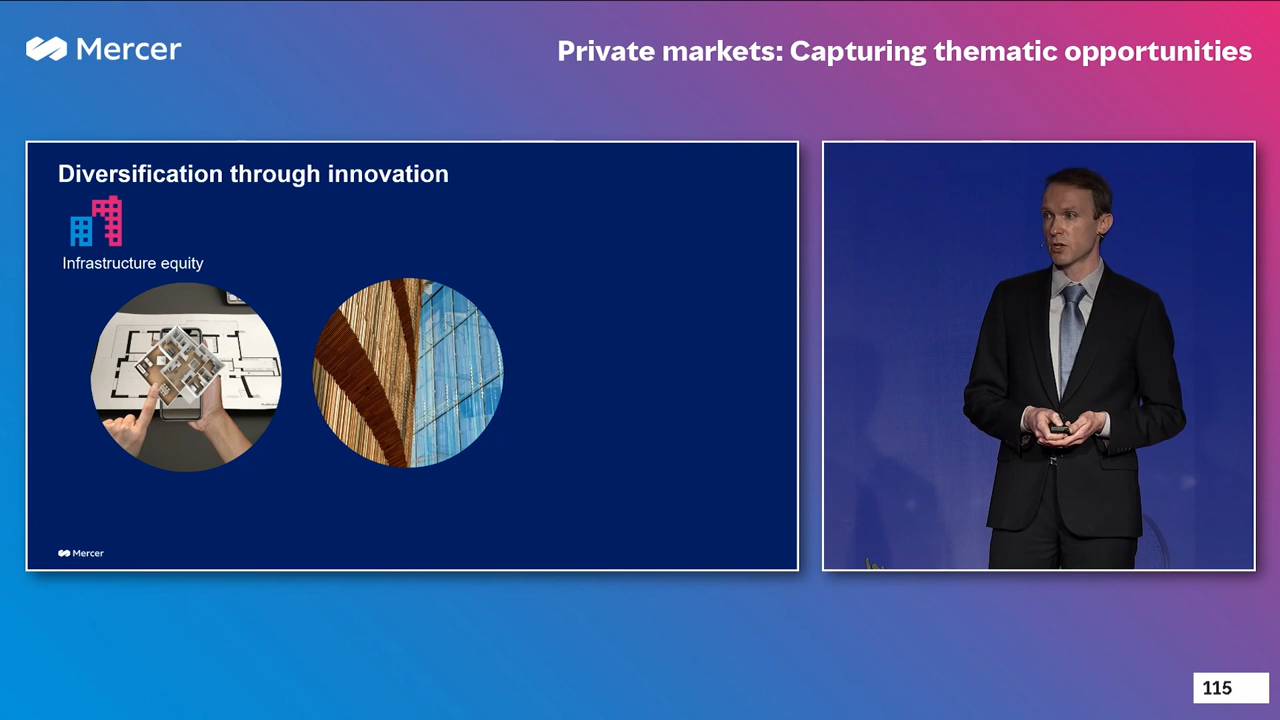 Mercer
Private markets: Capturing thematic opportunities
Diversification through innovation
Infrastructure equity
Mercer
115